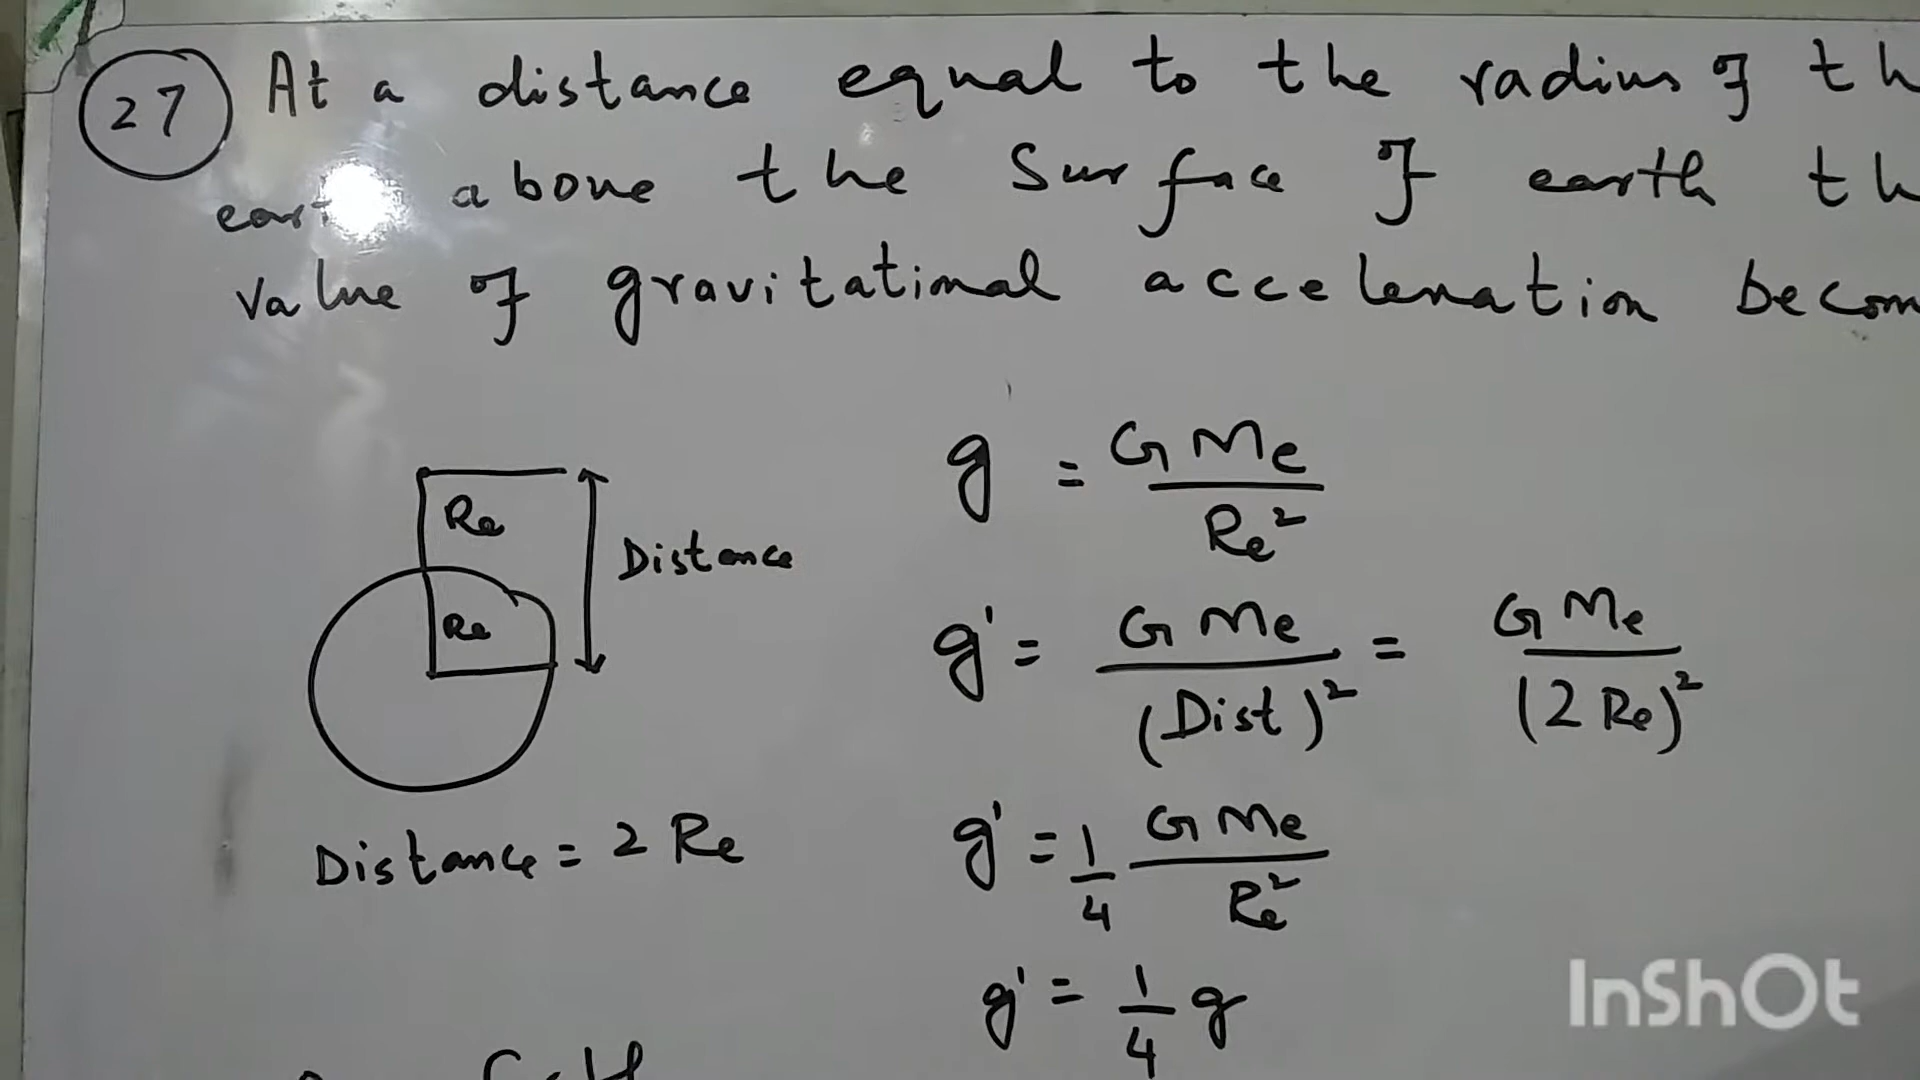 27 At a distance equal to the radius of th
above the Surface of earth th
value of gravitational acceleration becom
g = GMe / Re²
Re
Distance
Re
g' = GMe / (Dist)² = GMe / (2Re)²
Distance = 2 Re
g' = 1/4 GMe / Re²
g' = 1/4 g
InShOt